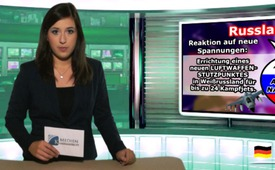 Russla
Reaktion auf neue
Spannungen:
Errichtung eines
neuen LUFTWAFFEN-
STÜTZPUNKTES
in Weißrussland für
bis zu 24 Kampfjets.